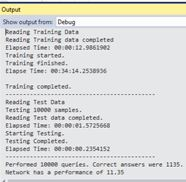 Output
Show output from: Debug
Reading Training Data
Reading Training data completed
Elapsed Time: 00:00:12.9861902
Training started.
Training finished.
Elapse Time: 00:34:14.2538936
Training completed.
----------------------------------------
Reading Test Data
Testing 10000 samples.
Reading Test data completed
Elapsed Time: 00:00:01.5725668
Starting Testing.
Testing Completed.
Elapsed Time: 00:00:00.2354152
----------------------------------------
Performed 10000 queries. Correct answers were 1135.
Network has a performance of 11.35